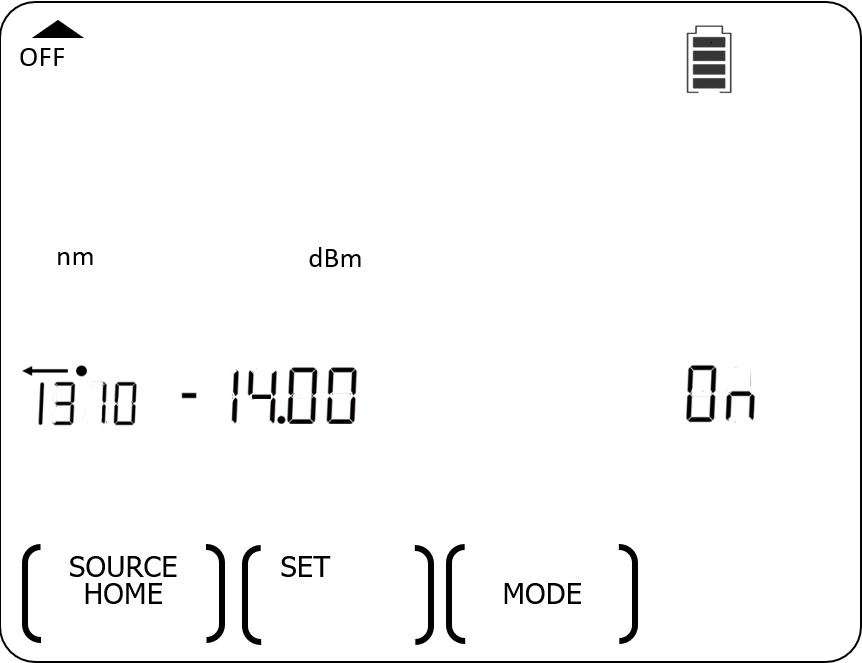 OFF
nm dBm
1310 - 14.00 On
SOURCE HOME
SET
MODE